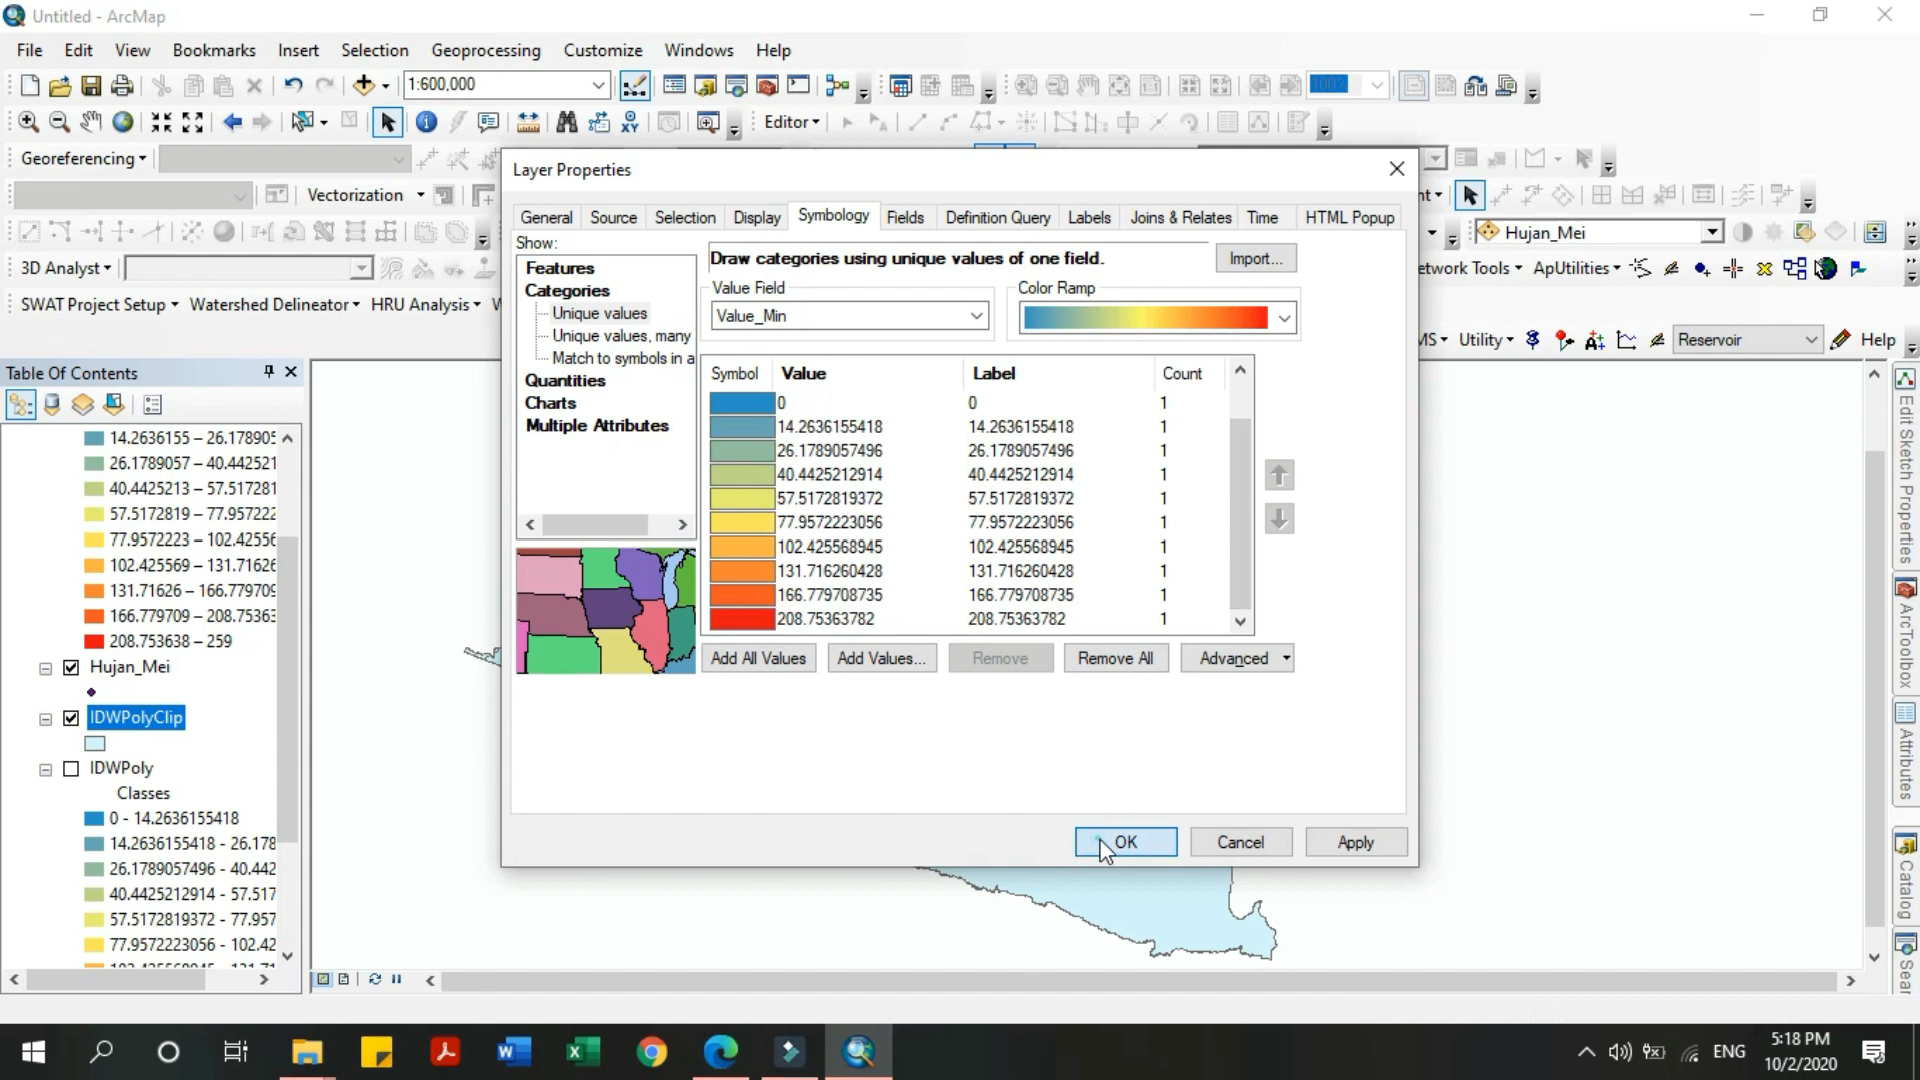 Untitled - ArcMap
File Edit View Bookmarks Insert Selection Geoprocessing Customize Windows Help
1:600,000 100%
Editor
Georeferencing
Vectorization
Hujan_Mei
3D Analyst
etwork Tools ApUtilities
SWAT Project Setup Watershed Delineator HRU Analysis
Utility Reservoir Help
Layer Properties
General Source Selection Display Symbology Fields Definition Query Labels Joins & Relates Time HTML Popup
Show:
Features
Categories
Unique values
Unique values, many
Match to symbols in a
Quantities
Charts
Multiple Attributes
Draw categories using unique values of one field.
Import...
Value Field
Value_Min
Color Ramp
Symbol Value Label Count
0 0 1
14.2636155418 14.2636155418 1
26.1789057496 26.1789057496 1
40.4425212914 40.4425212914 1
57.5172819372 57.5172819372 1
77.9572223056 77.9572223056 1
102.425568945 102.425568945 1
131.716260428 131.716260428 1
166.779708735 166.779708735 1
208.75363782 208.75363782 1
Add All Values Add Values... Remove Remove All Advanced
OK Cancel Apply
Table Of Contents
14.2636155 – 26.178905
26.1789057 – 40.442521
40.4425213 – 57.517281
57.5172819 – 77.957222
77.9572223 – 102.42556
102.425569 – 131.71626
131.71626 – 166.779709
166.779709 – 208.75363
208.753638 – 259
Hujan_Mei
IDWPolyClip
IDWPoly
Classes
0 - 14.2636155418
14.2636155418 - 26.178
26.1789057496 - 40.442
40.4425212914 - 57.517
57.5172819372 - 77.957
77.9572223056 - 102.42
Edit Sketch Properties
ArcToolbox
Attributes
Catalog
Sear
ENG
5:18 PM
10/2/2020